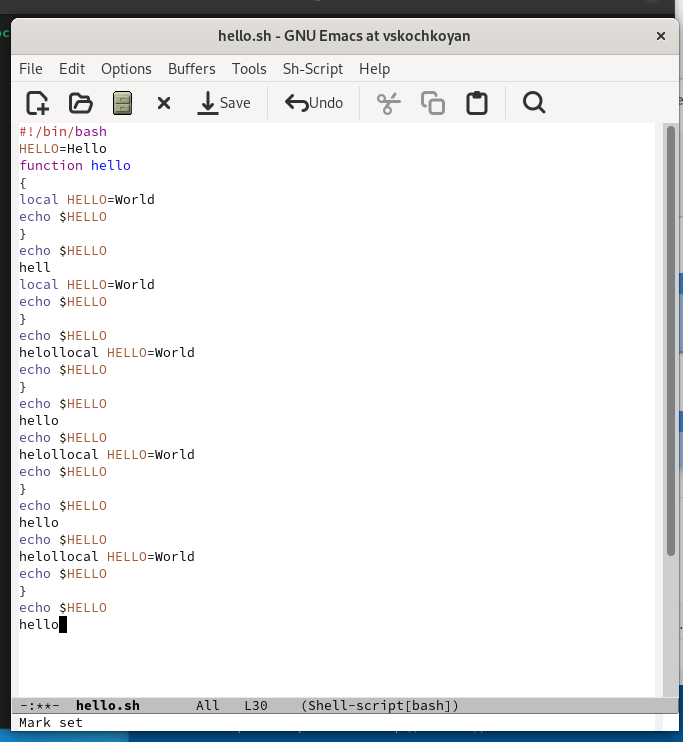 hello.sh - GNU Emacs at vskochkoyan
File Edit Options Buffers Tools Sh-Script Help
Save Undo
#!/bin/bash
HELLO=Hello
function hello
{
local HELLO=World
echo $HELLO
}
echo $HELLO
hell
local HELLO=World
echo $HELLO
}
echo $HELLO
helollocal HELLO=World
echo $HELLO
}
echo $HELLO
hello
echo $HELLO
helollocal HELLO=World
echo $HELLO
}
echo $HELLO
hello
echo $HELLO
helollocal HELLO=World
echo $HELLO
}
echo $HELLO
hello
-:**- hello.sh All L30 (Shell-script[bash])
Mark set